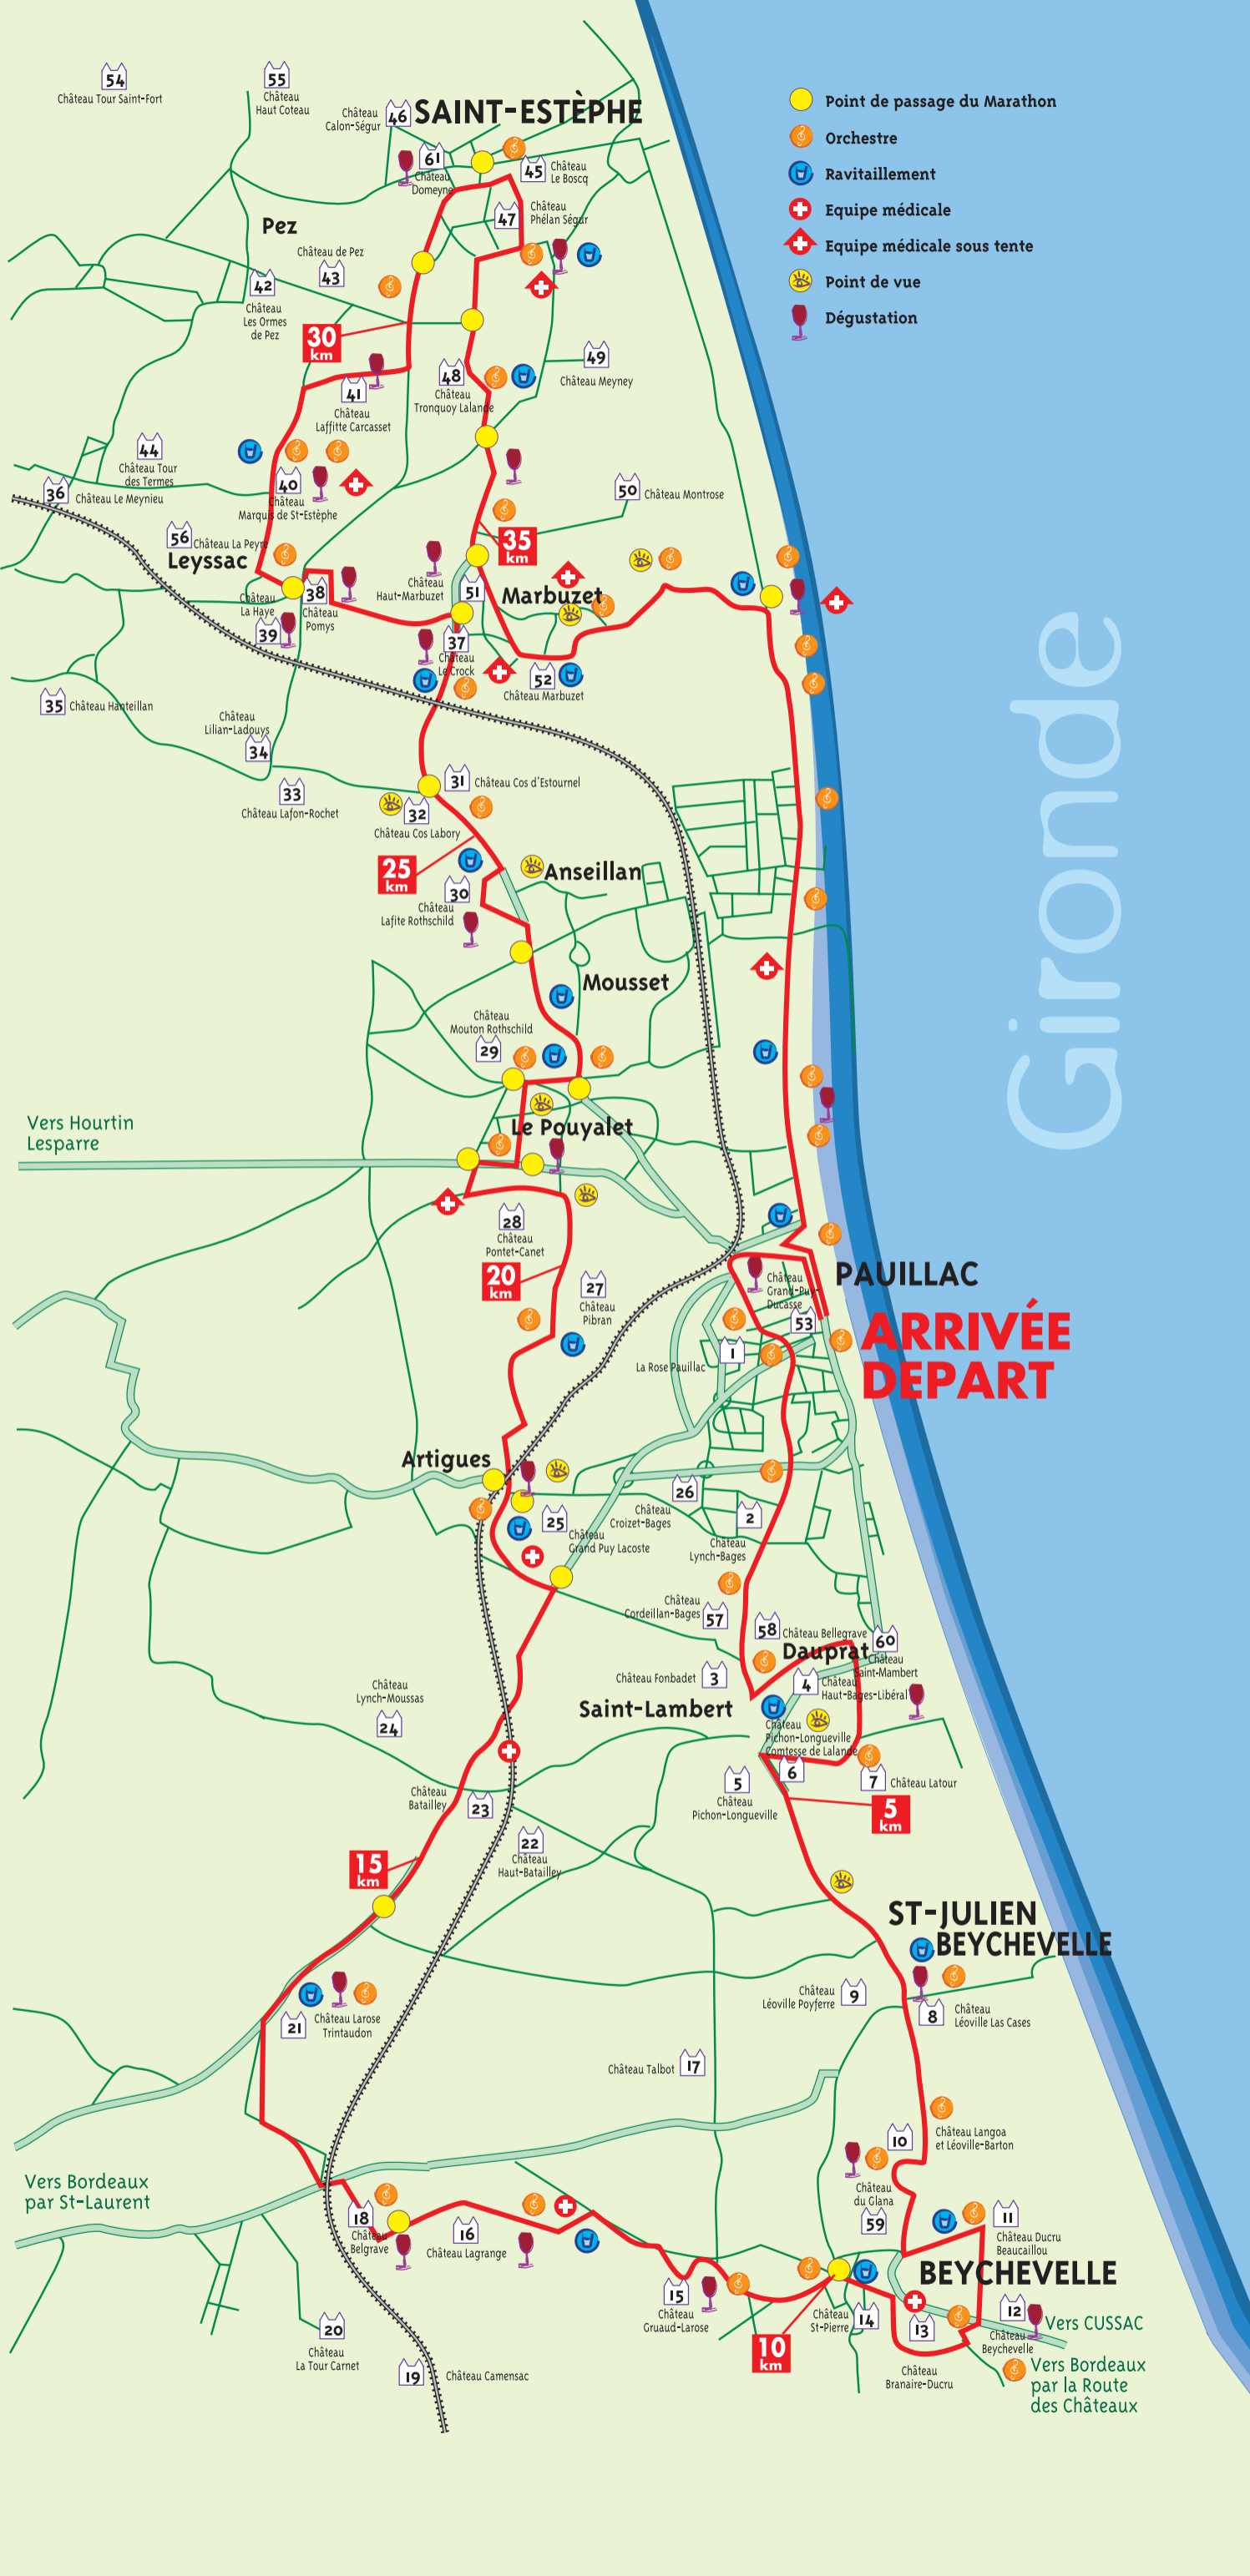 54
Château Tour Saint-Fort
55
Château
Haut Coteau
Château
Calon-Ségur
46
SAINT-ESTÈPHE
61
Château
Domeyne
45
Château
Le Boscq
47
Château
Phélan Ségur
Point de passage du Marathon
Orchestre
Ravitaillement
Equipe médicale
Equipe médicale sous tente
Point de vue
Dégustation
Pez
Château de Pez
43
42
Château
Les Ormes
de Pez
30
km
41
Château
Laffitte Carcasset
48
Château
Tronquoy Lalande
49
Château Meyney
44
Château Tour
des Termes
36
Château Le Meynieu
40
Château
Marquis de St-Estèphe
50
Château Montrose
56
Château La Peyre
Leyssac
35
km
Château
Haut-Marbuzet
51
Marbuzet
38
Château
Pomys
Château
La Haye
39
37
Château
Le Crock
52
Château Marbuzet
35
Château Hanteillan
Château
Lilian-Ladouys
34
33
Château Lafon-Rochet
31
Château Cos d'Estournel
32
Château Cos Labory
25
km
Anseillan
30
Château
Lafite Rothschild
Mousset
Château
Mouton Rothschild
29
Gironde
Vers Hourtin
Lesparre
Le Pouyalet
28
Château
Pontet-Canet
20
km
27
Château
Pibran
PAUILLAC
Château
Grand-Puy-
Ducasse
53
ARRIVÉE
DEPART
1
La Rose Pauillac
Artigues
26
Château
Croizet-Bages
25
Château
Grand Puy Lacoste
2
Château
Lynch-Bages
Château
Cordeillan-Bages
57
58
Château Bellegrave
60
Château
Saint-Mambert
Dauprat
3
Château Fonbadet
4
Château
Haut-Bages-Libéral
Saint-Lambert
Château
Lynch-Moussas
24
Château
Pichon-Longueville
Comtesse de Lalande
6
5
Château
Pichon-Longueville
7
Château Latour
5
km
Château
Batailley
23
22
Château
Haut-Batailley
15
km
ST-JULIEN
BEYCHEVELLE
Château
Léoville Poyferre
9
8
Château
Léoville Las Cases
21
Château Larose
Trintaudon
Château Talbot
17
10
Château Langoa
et Léoville-Barton
Château
du Glana
59
Vers Bordeaux
par St-Laurent
18
Château
Belgrave
16
Château Lagrange
11
Château Ducru
Beaucaillou
BEYCHEVELLE
15
Château
Gruaud-Larose
Château
St-Pierre
14
13
12
Château
Beychevelle
Vers CUSSAC
10
km
Château
Branaire-Ducru
Vers Bordeaux
par la Route
des Châteaux
20
Château
La Tour Carnet
19
Château Camensac